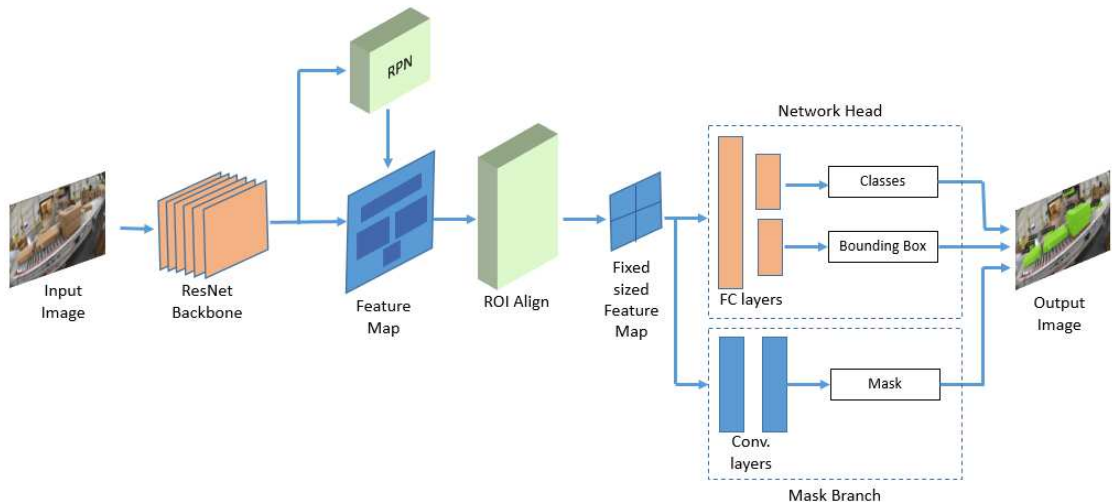 RPN
Network Head
Classes
Bounding Box
FC layers
Input
Image
ResNet
Backbone
Feature
Map
ROI Align
Fixed
sized
Feature
Map
Output
Image
Mask
Conv.
layers
Mask Branch